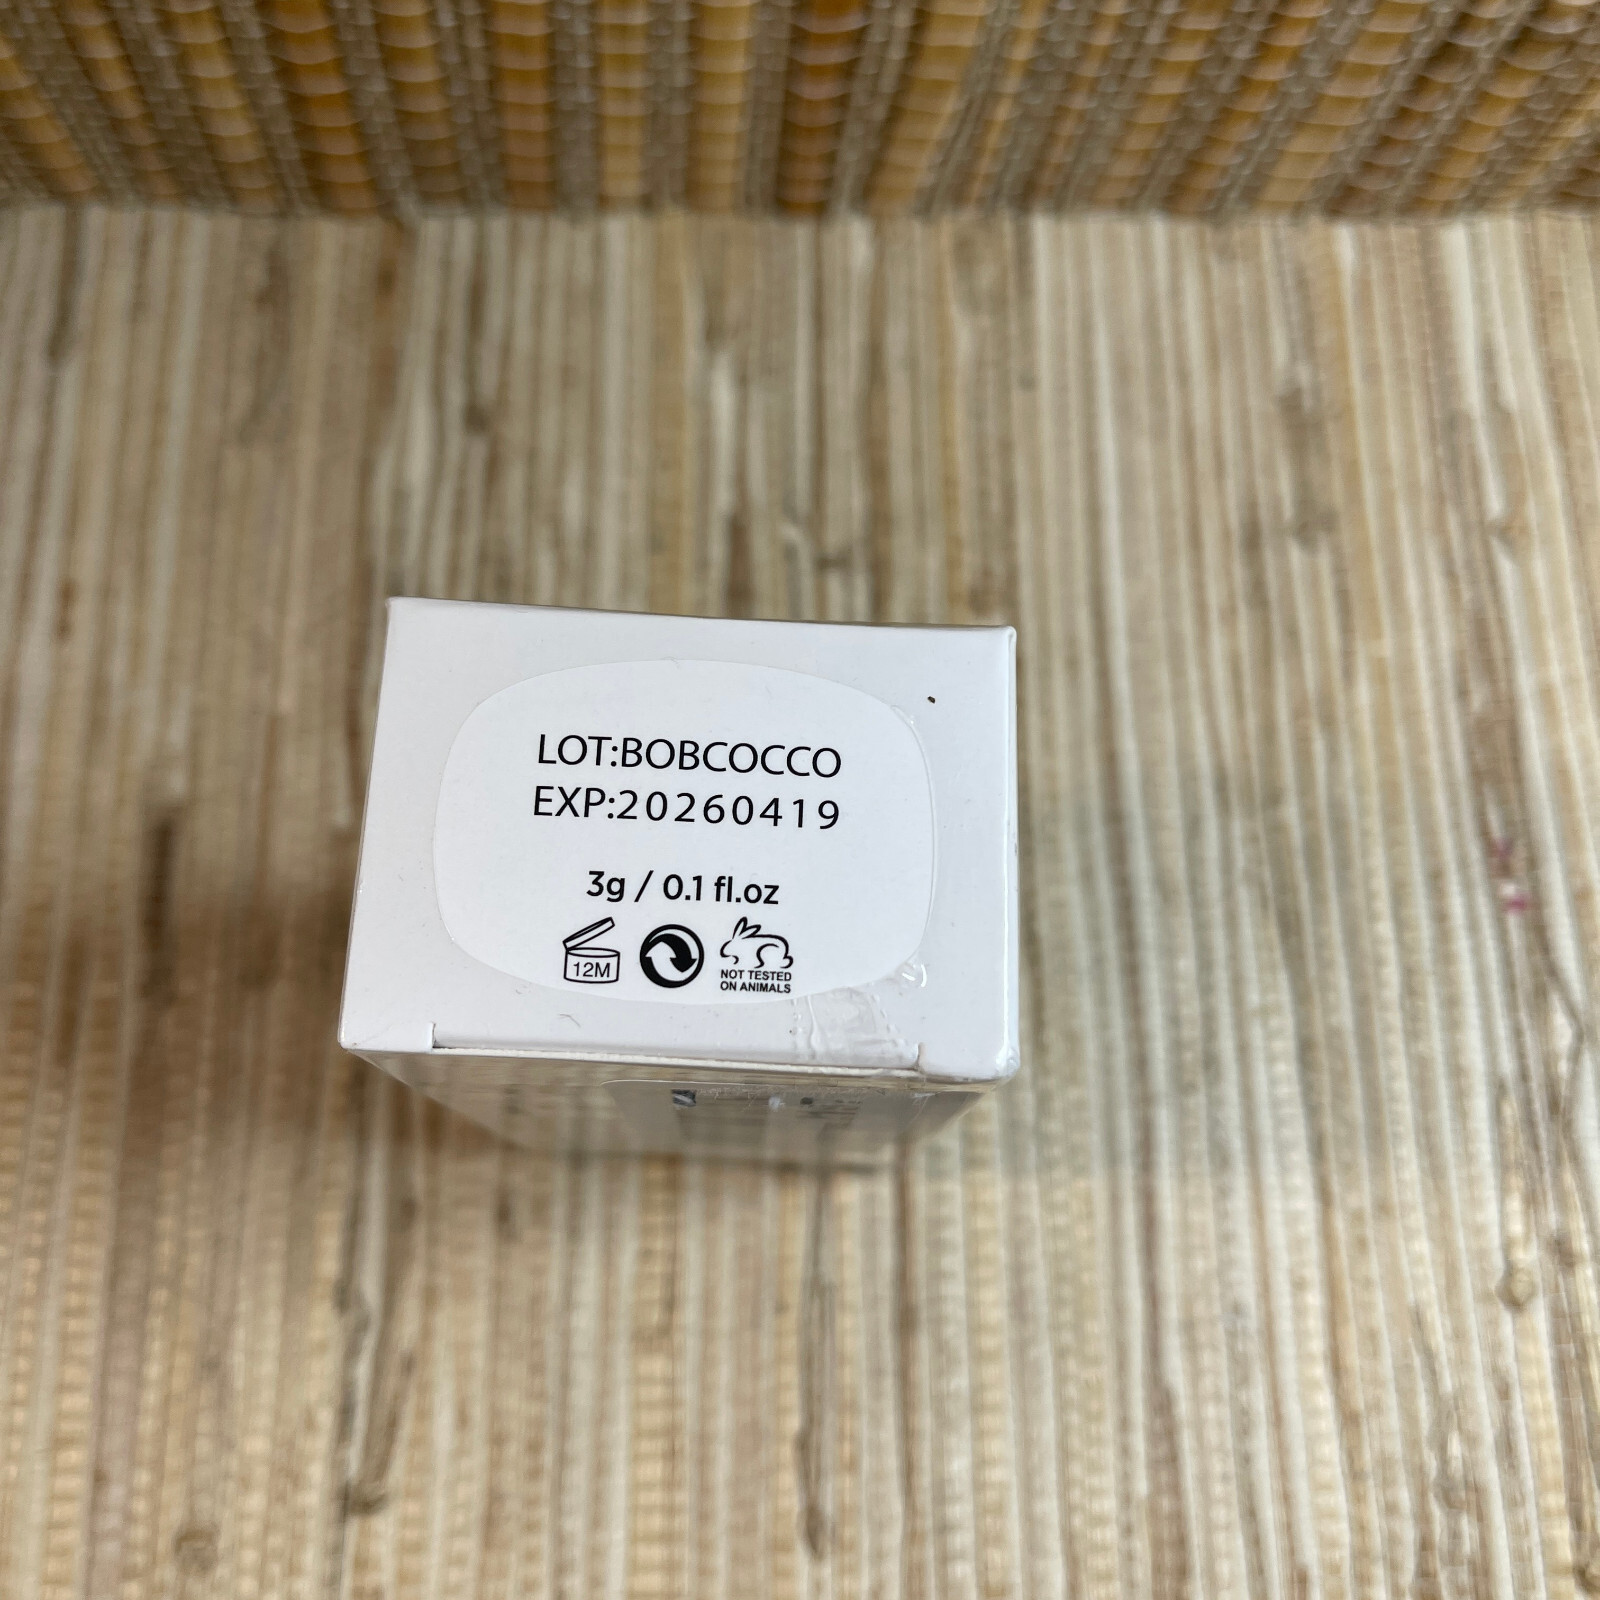 LOT:BOBCOCCO
EXP:20260419
3g / 0.1 fl.oz
12M
NOT TESTED
ON ANIMALS